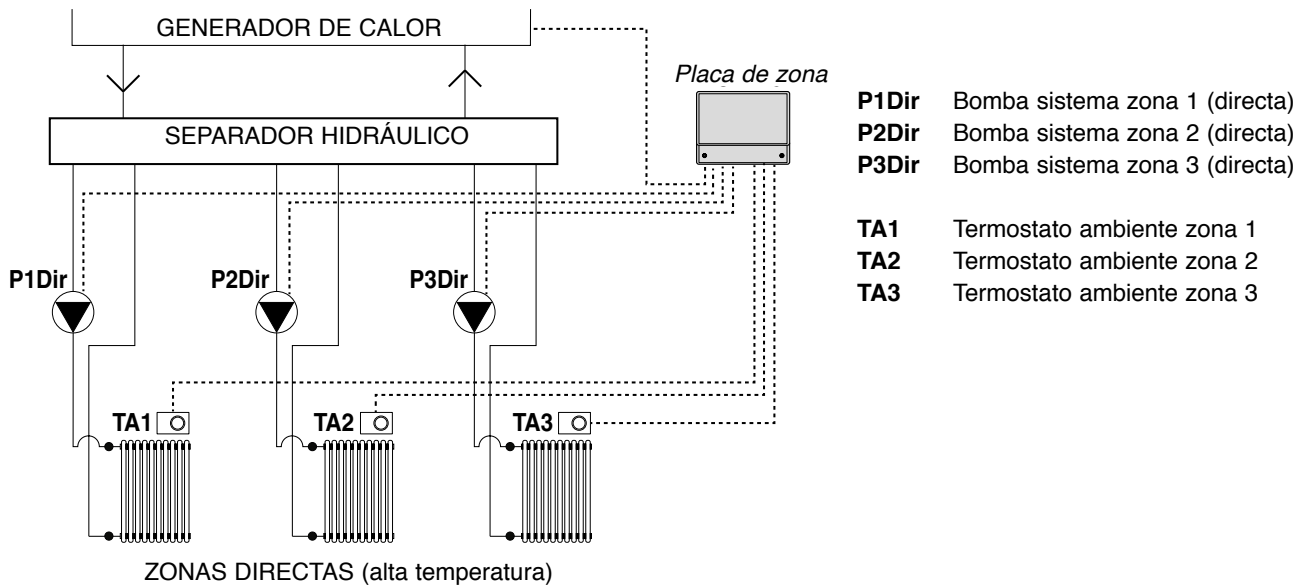 GENERADOR DE CALOR
Placa de zona
SEPARADOR HIDRÁULICO
P1Dir Bomba sistema zona 1 (directa)
P2Dir Bomba sistema zona 2 (directa)
P3Dir Bomba sistema zona 3 (directa)
TA1 Termostato ambiente zona 1
TA2 Termostato ambiente zona 2
TA3 Termostato ambiente zona 3
P1Dir P2Dir P3Dir
TA1 TA2 TA3
ZONAS DIRECTAS (alta temperatura)